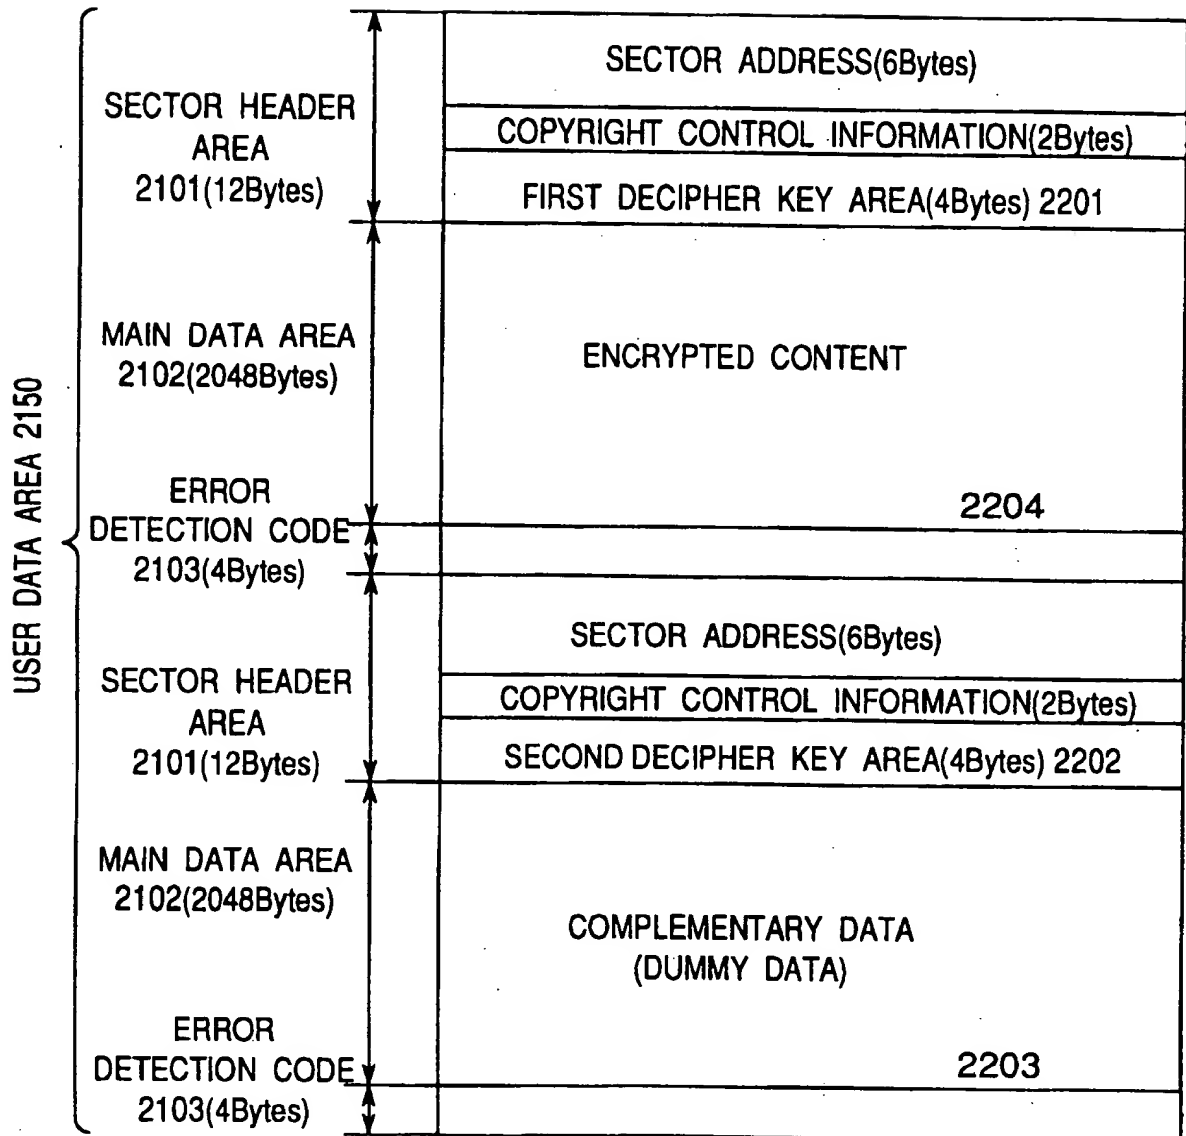 SECTOR ADDRESS(6Bytes)
SECTOR HEADER
AREA
2101(12Bytes)
COPYRIGHT CONTROL INFORMATION(2Bytes)
FIRST DECIPHER KEY AREA(4Bytes) 2201
MAIN DATA AREA
2102(2048Bytes)
ENCRYPTED CONTENT
2204
USER DATA AREA 2150
ERROR
DETECTION CODE
2103(4Bytes)
SECTOR ADDRESS(6Bytes)
SECTOR HEADER
AREA
2101(12Bytes)
COPYRIGHT CONTROL INFORMATION(2Bytes)
SECOND DECIPHER KEY AREA(4Bytes) 2202
MAIN DATA AREA
2102(2048Bytes)
COMPLEMENTARY DATA
(DUMMY DATA)
2203
ERROR
DETECTION CODE
2103(4Bytes)